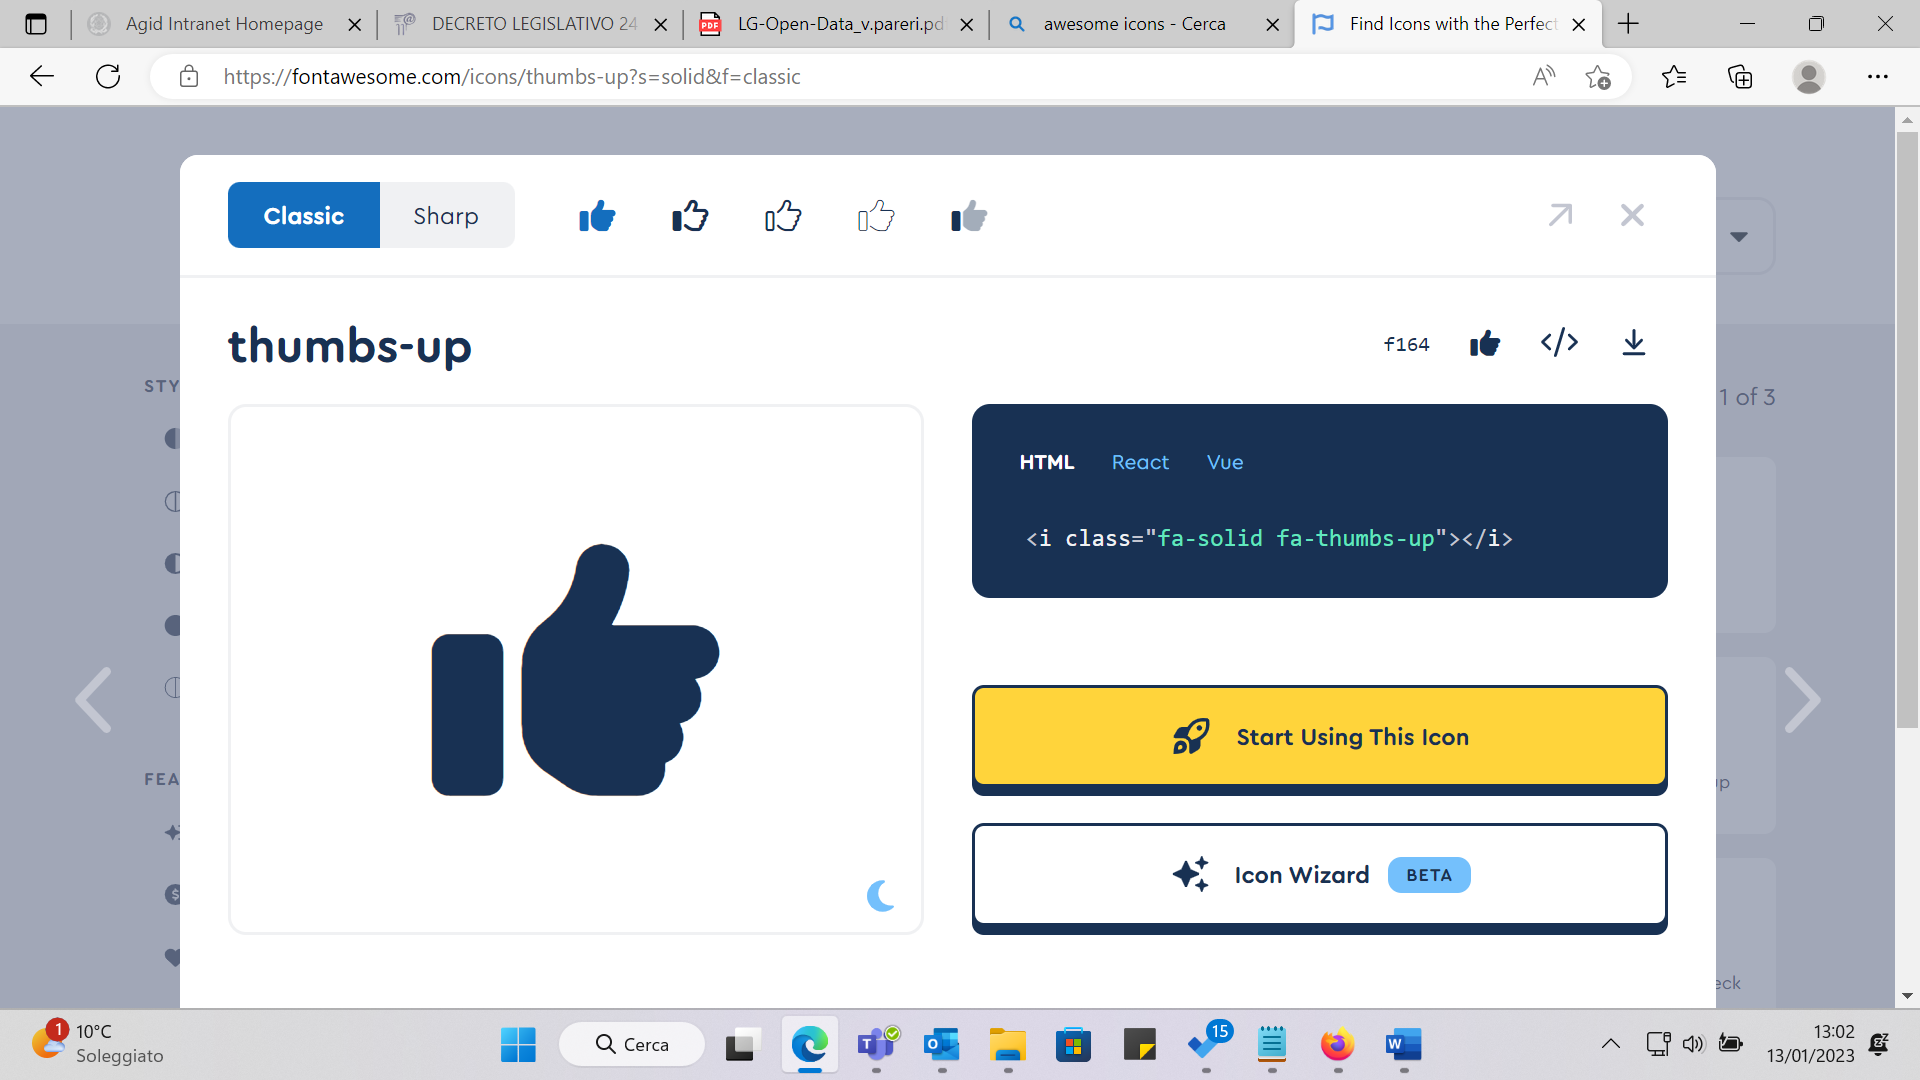 Agid Intranet Homepage
DECRETO LEGISLATIVO 24
LG-Open-Data_v.pareri.pd
awesome icons - Cerca
Find Icons with the Perfect
https://fontawesome.com/icons/thumbs-up?s=solid&f=classic
Classic
Sharp
thumbs-up
f164
STY
1 of 3
HTML
React
Vue
<i class="fa-solid fa-thumbs-up"></i>
Start Using This Icon
FEA
Icon Wizard
BETA
eck
1
10°C
Soleggiato
Cerca
15
13:02
13/01/2023